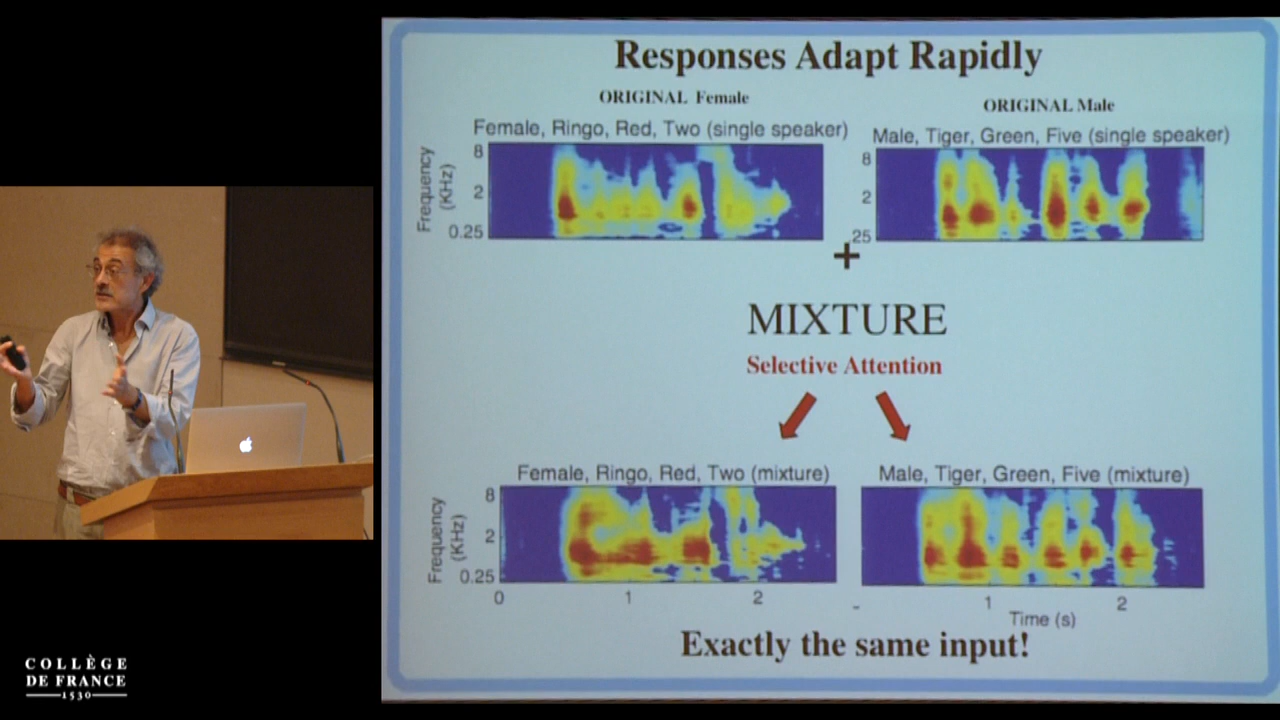 Responses Adapt Rapidly
ORIGINAL Female
ORIGINAL Male
Female, Ringo, Red, Two (single speaker)
Male, Tiger, Green, Five (single speaker)
Frequency
(KHz)
8
2
0.25
8
2
25
+
MIXTURE
Selective Attention
Female, Ringo, Red, Two (mixture)
Male, Tiger, Green, Five (mixture)
Frequency
(KHz)
8
2
0.25
0 1 2
- 1 2
Time (s)
Exactly the same input!
COLLÈGE
DE FRANCE
1530